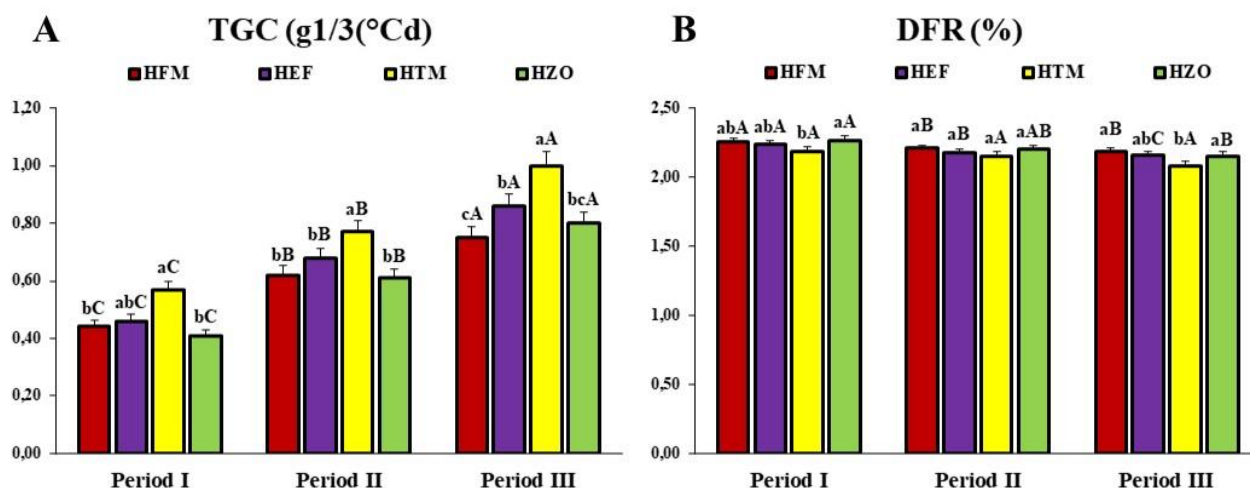 A
TGC (g1/3(°Cd)
HFM
HEF
HTM
HZO
1,20
1,00
0,80
0,60
0,40
0,20
0,00
bC
abC
aC
bC
bB
bB
aB
bB
cA
bA
aA
bcA
Period I
Period II
Period III
B
DFR (%)
HFM
HEF
HTM
HZO
2,50
2,00
1,50
1,00
0,50
0,00
abA
abA
bA
aA
aB
aB
aA
aAB
aB
abC
bA
aB
Period I
Period II
Period III